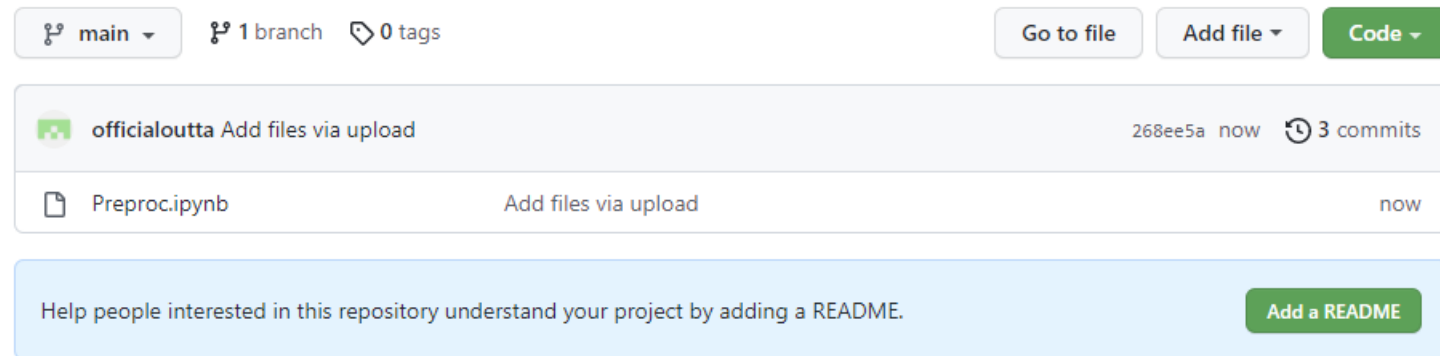 main 1 branch 0 tags Go to file Add file Code
officialoutta Add files via upload 268ee5a now 3 commits
Preproc.ipynb Add files via upload now
Help people interested in this repository understand your project by adding a README. Add a README